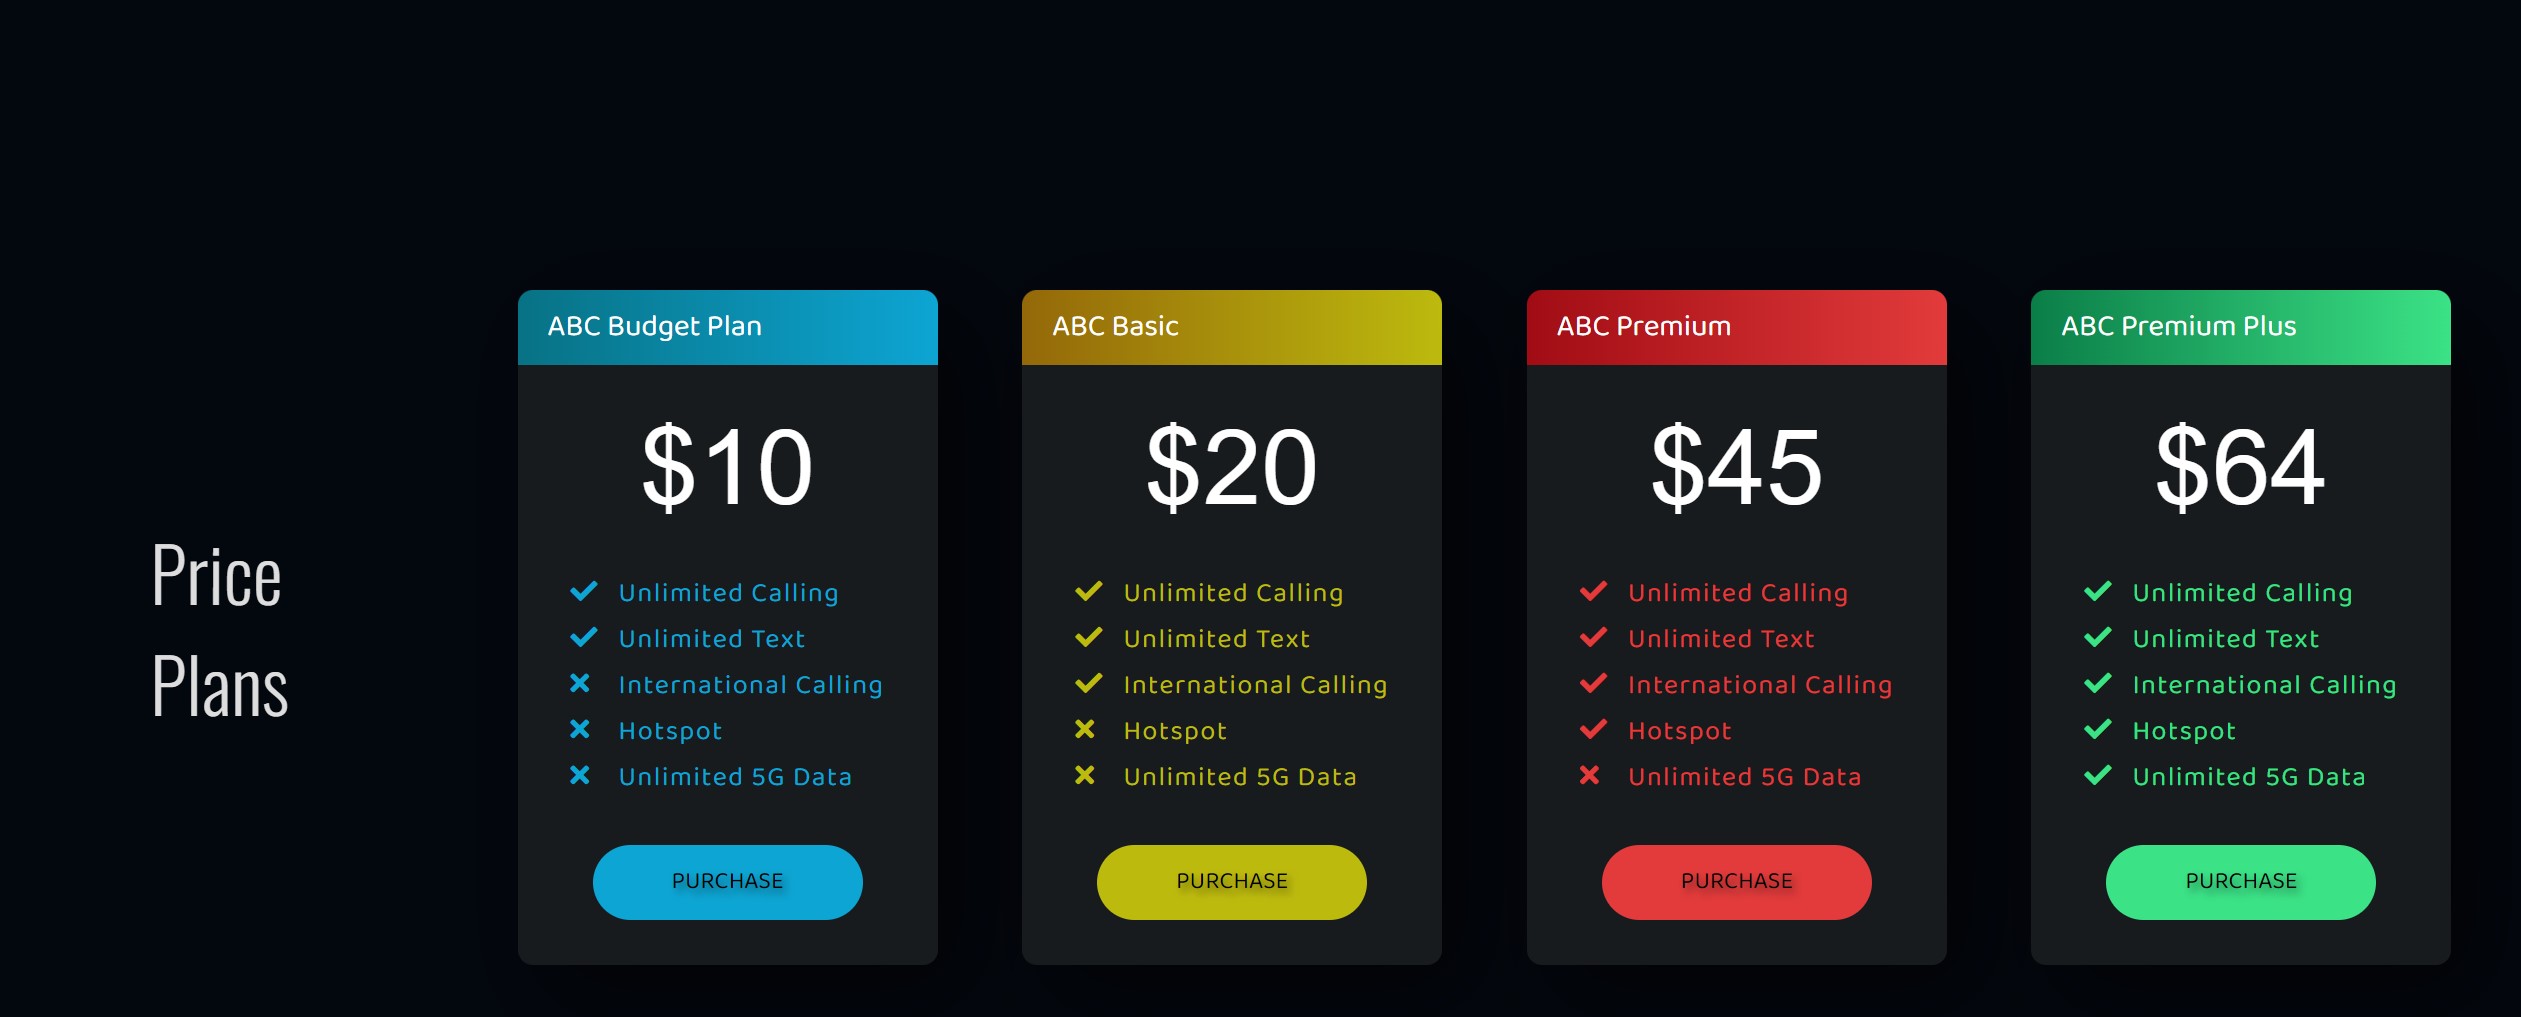 Price
Plans
ABC Budget Plan
$10
Unlimited Calling
Unlimited Text
International Calling
Hotspot
Unlimited 5G Data
PURCHASE
ABC Basic
$20
Unlimited Calling
Unlimited Text
International Calling
Hotspot
Unlimited 5G Data
PURCHASE
ABC Premium
$45
Unlimited Calling
Unlimited Text
International Calling
Hotspot
Unlimited 5G Data
PURCHASE
ABC Premium Plus
$64
Unlimited Calling
Unlimited Text
International Calling
Hotspot
Unlimited 5G Data
PURCHASE